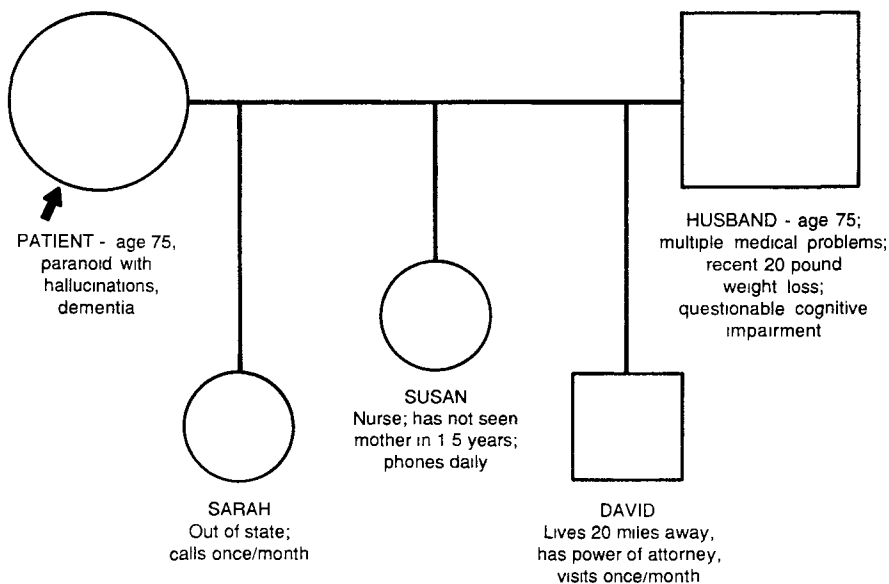 PATIENT - age 75,
paranoid with
hallucinations,
dementia
HUSBAND - age 75;
multiple medical problems;
recent 20 pound
weight loss;
questionable cognitive
impairment
SUSAN
Nurse; has not seen
mother in 1 5 years;
phones daily
SARAH
Out of state;
calls once/month
DAVID
Lives 20 miles away,
has power of attorney,
visits once/month